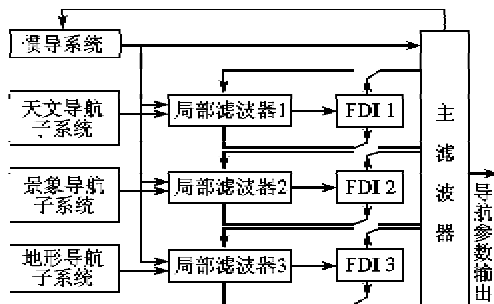 惯导系统
天文导航
子系统
局部滤波器1
FDI 1
景象导航
子系统
局部滤波器2
FDI 2
地形导航
子系统
局部滤波器3
FDI 3
主滤波器
导航参数输出